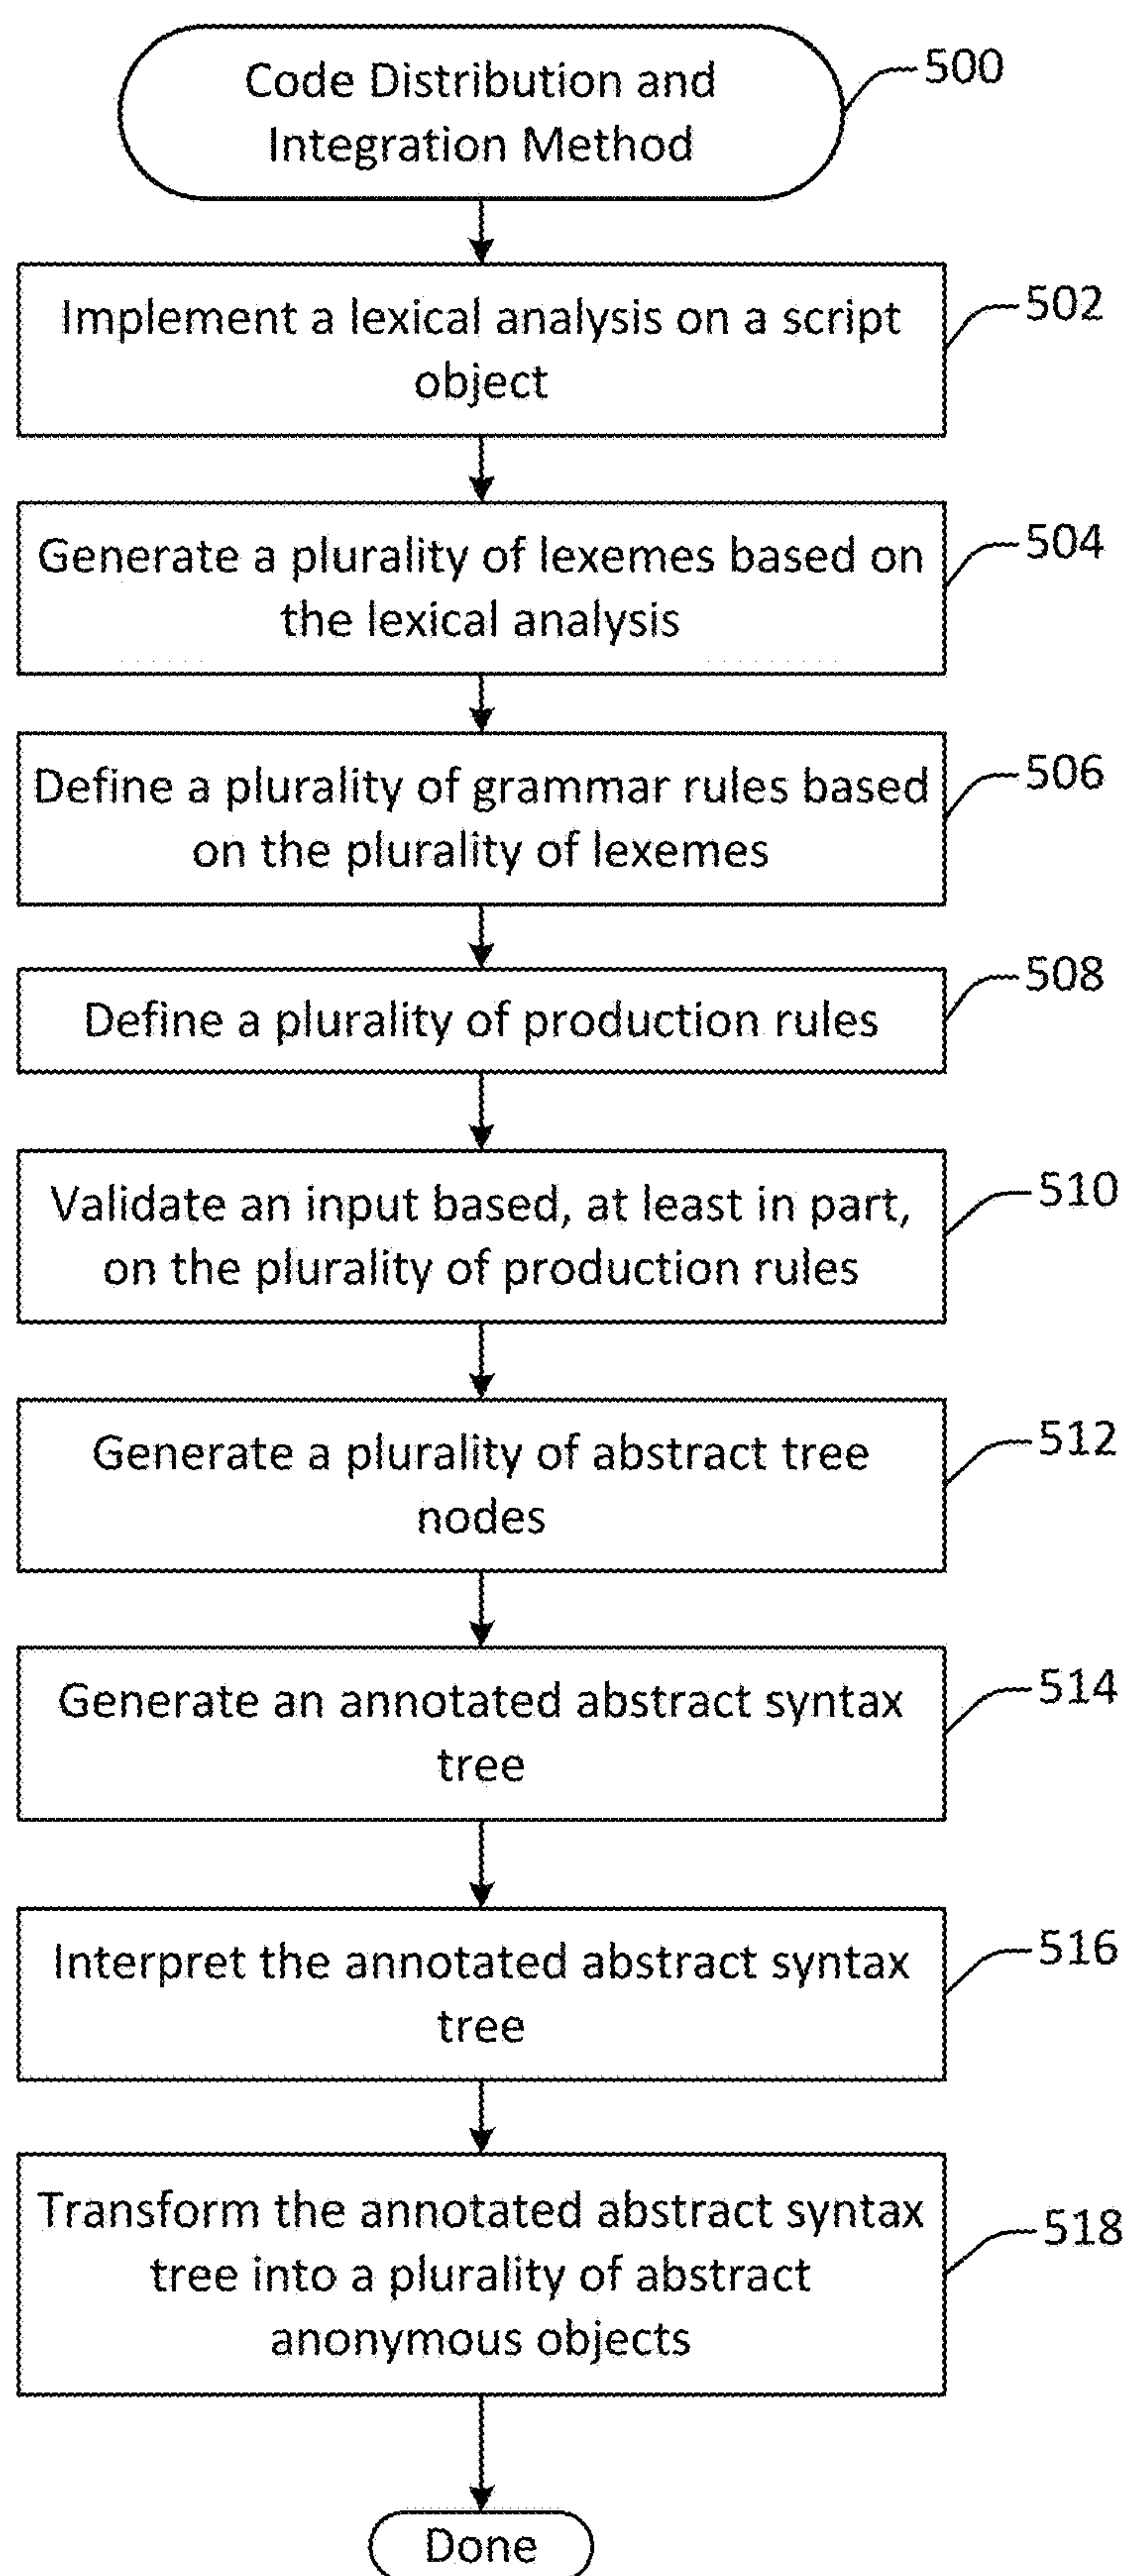 Code Distribution and
Integration Method
500
Implement a lexical analysis on a script
object
502
Generate a plurality of lexemes based on
the lexical analysis
504
Define a plurality of grammar rules based
on the plurality of lexemes
506
Define a plurality of production rules
508
Validate an input based, at least in part,
on the plurality of production rules
510
Generate a plurality of abstract tree
nodes
512
Generate an annotated abstract syntax
tree
514
Interpret the annotated abstract syntax
tree
516
Transform the annotated abstract syntax
tree into a plurality of abstract
anonymous objects
518
Done